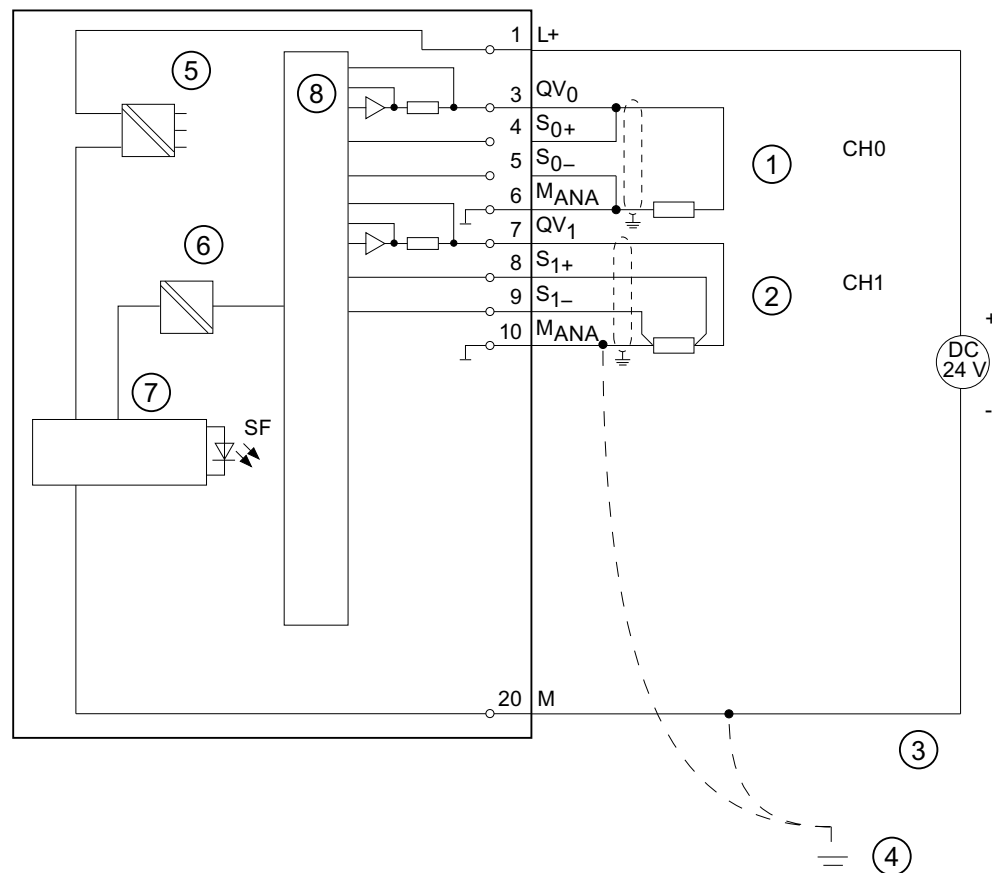 1 L+
5
8
3 QV0
4 S0+
5 S0–
6 MANA
1 CH0
7 QV1
6
8 S1+
9 S1–
2 CH1
10 MANA
+
DC
24 V
-
7
SF
20 M
3
4